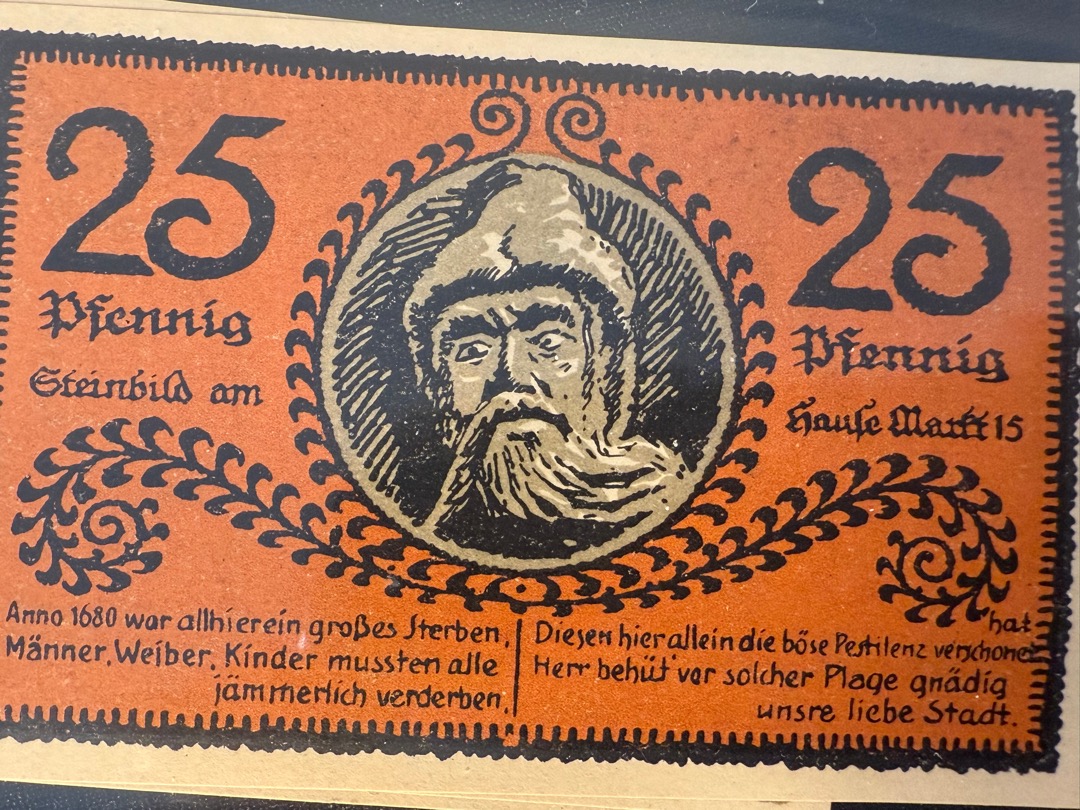 25
Pfennig
Steinbild am
25
Pfennig
Hause Markt 15
Anno 1680 war allhierein großes Sterben,
Männer, Weiber, Kinder mussten alle
jämmerlich verderben.
Diesen hier allein die böse Pestilenz verschonet
hat
Herr behüt' vor solcher Plage gnädig
unsre liebe Stadt.